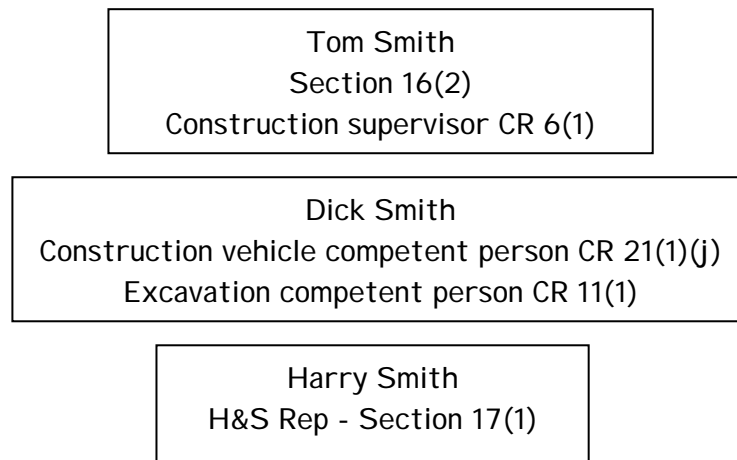 Tom Smith
Section 16(2)
Construction supervisor CR 6(1)
Dick Smith
Construction vehicle competent person CR 21(1)(j)
Excavation competent person CR 11(1)
Harry Smith
H&S Rep - Section 17(1)